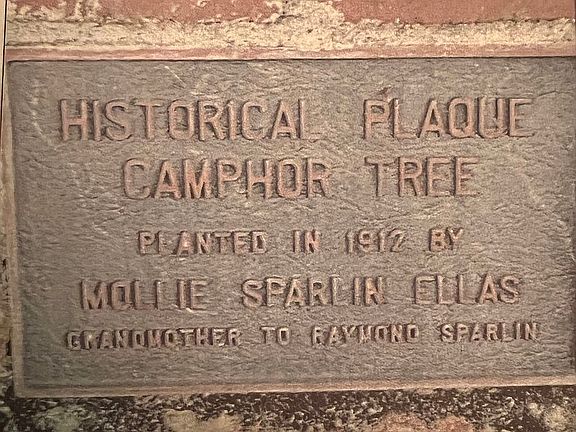 HISTORICAL PLAQUE
CAMPHOR TREE
PLANTED IN 1912 BY
MOLLIE SPARLIN ELLAS
GRANDMOTHER TO RAYMOND SPARLIN